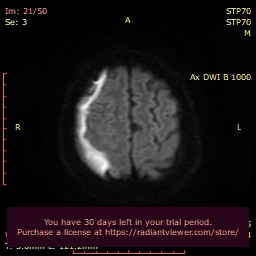 Im: 21/50
Se: 3
A
STP70
STP70
M
Ax DWI B 1000
R
L
You have 30 days left in your trial period.
Purchase a license at https://radiantviewer.com/store/